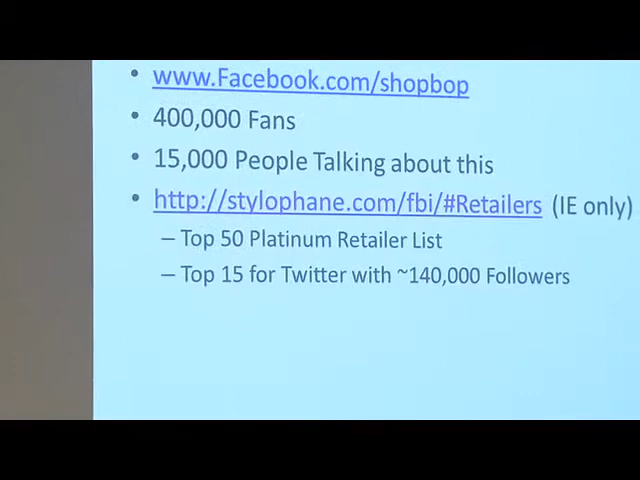 • www.Facebook.com/shopbop
• 400,000 Fans
• 15,000 People Talking about this
• http://stylophane.com/fbi/#Retailers (IE only)
– Top 50 Platinum Retailer List
– Top 15 for Twitter with ~140,000 Followers